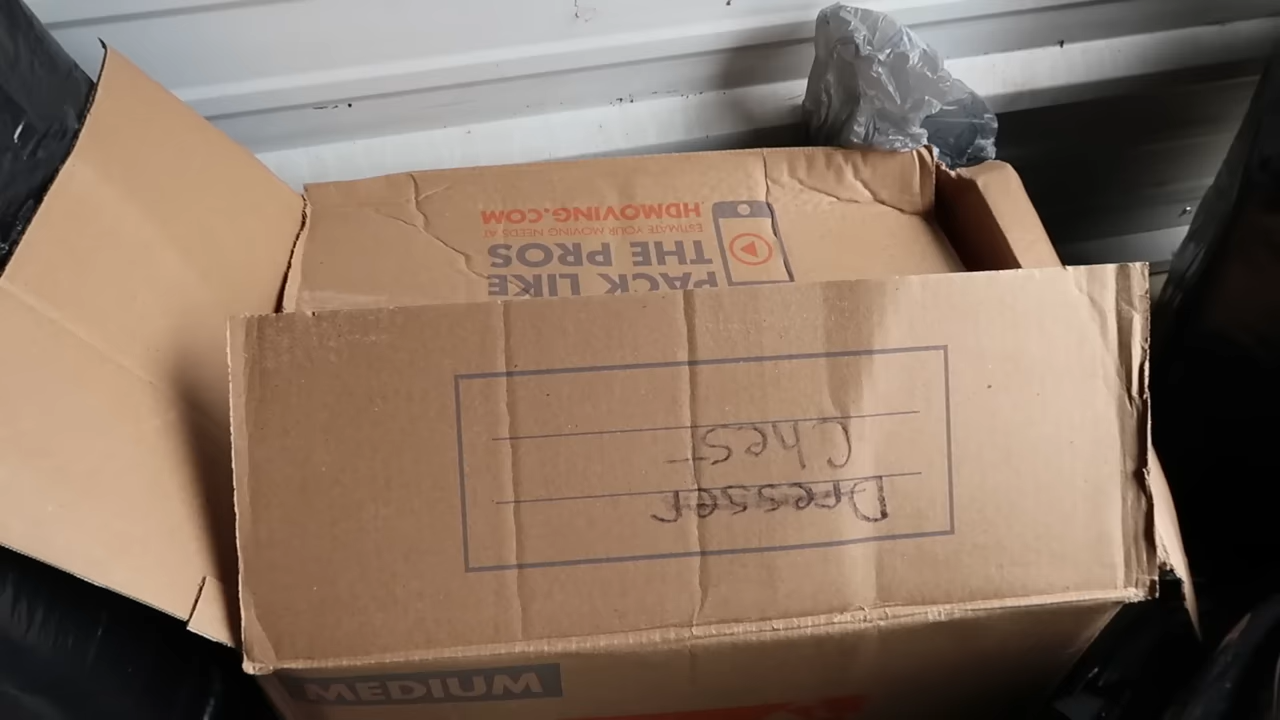 PACK LIKE
THE PROS
ESTIMATE YOUR MOVING NEEDS AT
HDMOVING.COM
Dresser
Chest
MEDIUM